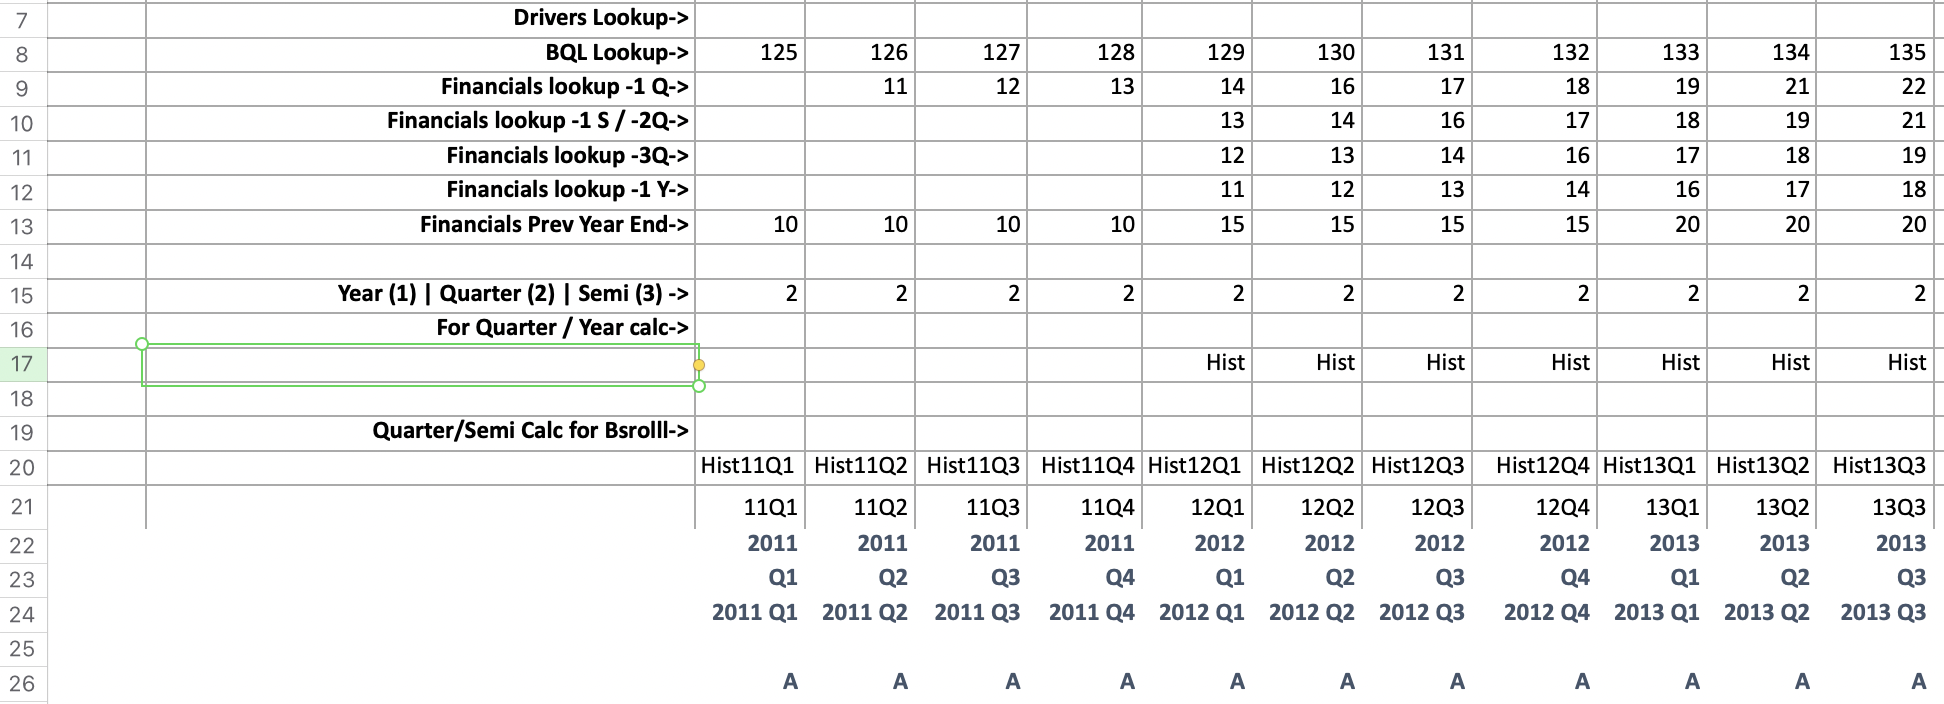 7 Drivers Lookup->
8 BQL Lookup-> 125 126 127 128 129 130 131 132 133 134 135
9 Financials lookup -1 Q-> 11 12 13 14 16 17 18 19 21 22
10 Financials lookup -1 S / -2Q-> 13 14 16 17 18 19 21
11 Financials lookup -3Q-> 12 13 14 16 17 18 19
12 Financials lookup -1 Y-> 11 12 13 14 16 17 18
13 Financials Prev Year End-> 10 10 10 10 15 15 15 15 20 20 20
14
15 Year (1) | Quarter (2) | Semi (3) -> 2 2 2 2 2 2 2 2 2 2 2
16 For Quarter / Year calc->
17 Hist Hist Hist Hist Hist Hist Hist
18
19 Quarter/Semi Calc for Bsrolll->
20 Hist11Q1 Hist11Q2 Hist11Q3 Hist11Q4 Hist12Q1 Hist12Q2 Hist12Q3 Hist12Q4 Hist13Q1 Hist13Q2 Hist13Q3
21 11Q1 11Q2 11Q3 11Q4 12Q1 12Q2 12Q3 12Q4 13Q1 13Q2 13Q3
22 2011 2011 2011 2011 2012 2012 2012 2012 2013 2013 2013
23 Q1 Q2 Q3 Q4 Q1 Q2 Q3 Q4 Q1 Q2 Q3
24 2011 Q1 2011 Q2 2011 Q3 2011 Q4 2012 Q1 2012 Q2 2012 Q3 2012 Q4 2013 Q1 2013 Q2 2013 Q3
25
26 A A A A A A A A A A A